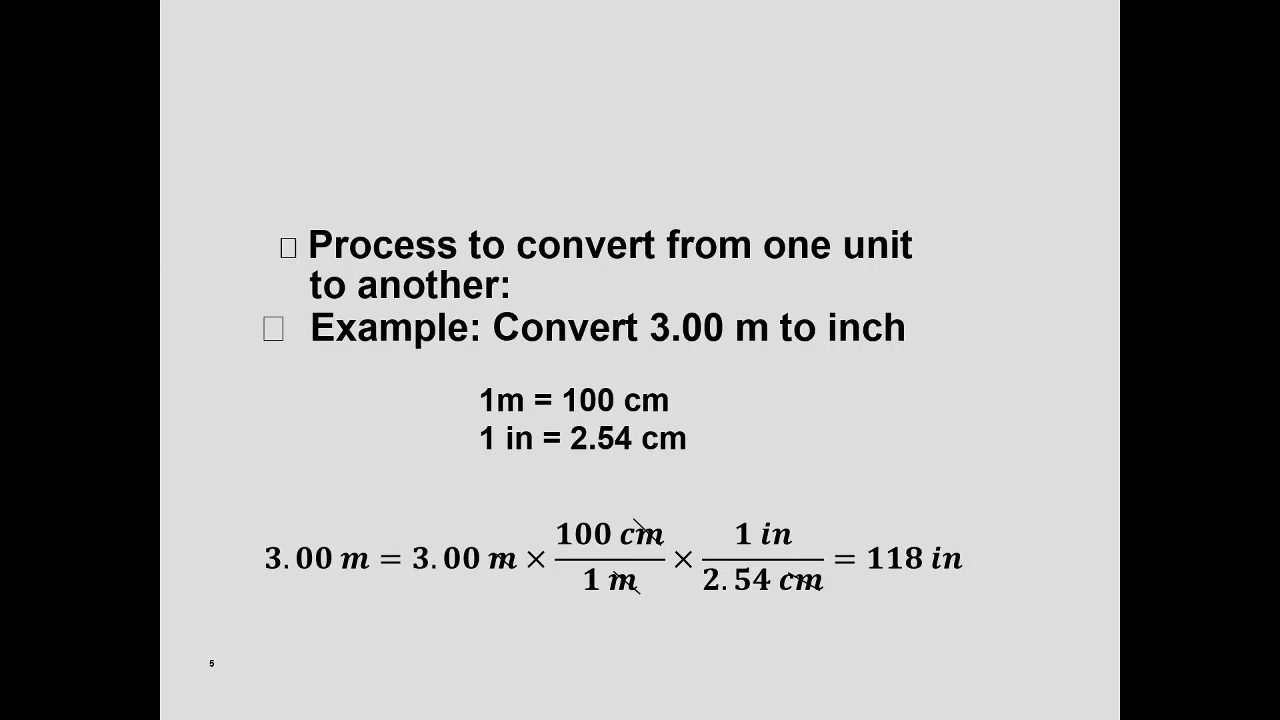 Process to convert from one unit
to another:
Example: Convert 3.00 m to inch
1m = 100 cm
1 in = 2.54 cm
3.00 m = 3.00 m × 100 cm / 1 m × 1 in / 2.54 cm = 118 in
5